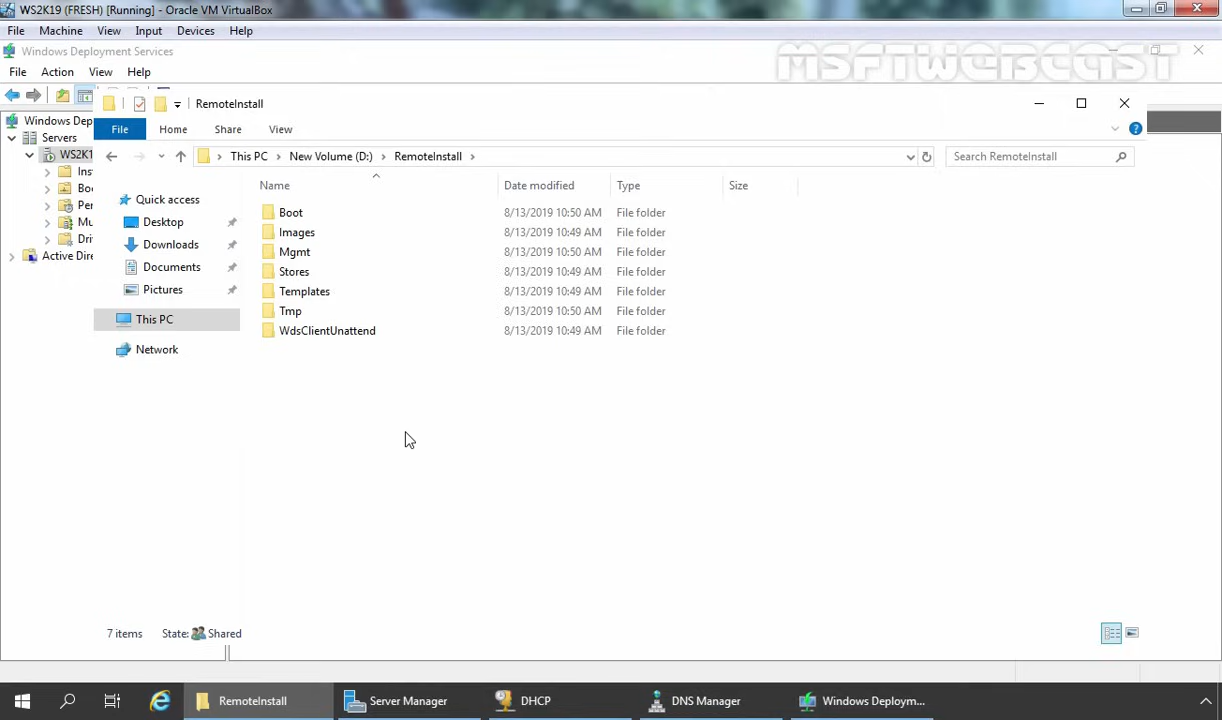 WS2K19 (FRESH) [Running] - Oracle VM VirtualBox
File Machine View Input Devices Help
Windows Deployment Services
MSFTWEBCAST
File Action View Help
RemoteInstall
File Home Share View
Windows Dep
Servers
WS2K1
Ins
Boo
Per
Mu
Dri
Active Dire
This PC New Volume (D:) RemoteInstall
Search RemoteInstall
Quick access
Desktop
Downloads
Documents
Pictures
This PC
Network
Name Date modified Type Size
Boot 8/13/2019 10:50 AM File folder
Images 8/13/2019 10:49 AM File folder
Mgmt 8/13/2019 10:50 AM File folder
Stores 8/13/2019 10:49 AM File folder
Templates 8/13/2019 10:49 AM File folder
Tmp 8/13/2019 10:50 AM File folder
WdsClientUnattend 8/13/2019 10:49 AM File folder
7 items State: Shared
RemoteInstall Server Manager DHCP DNS Manager Windows Deploym...